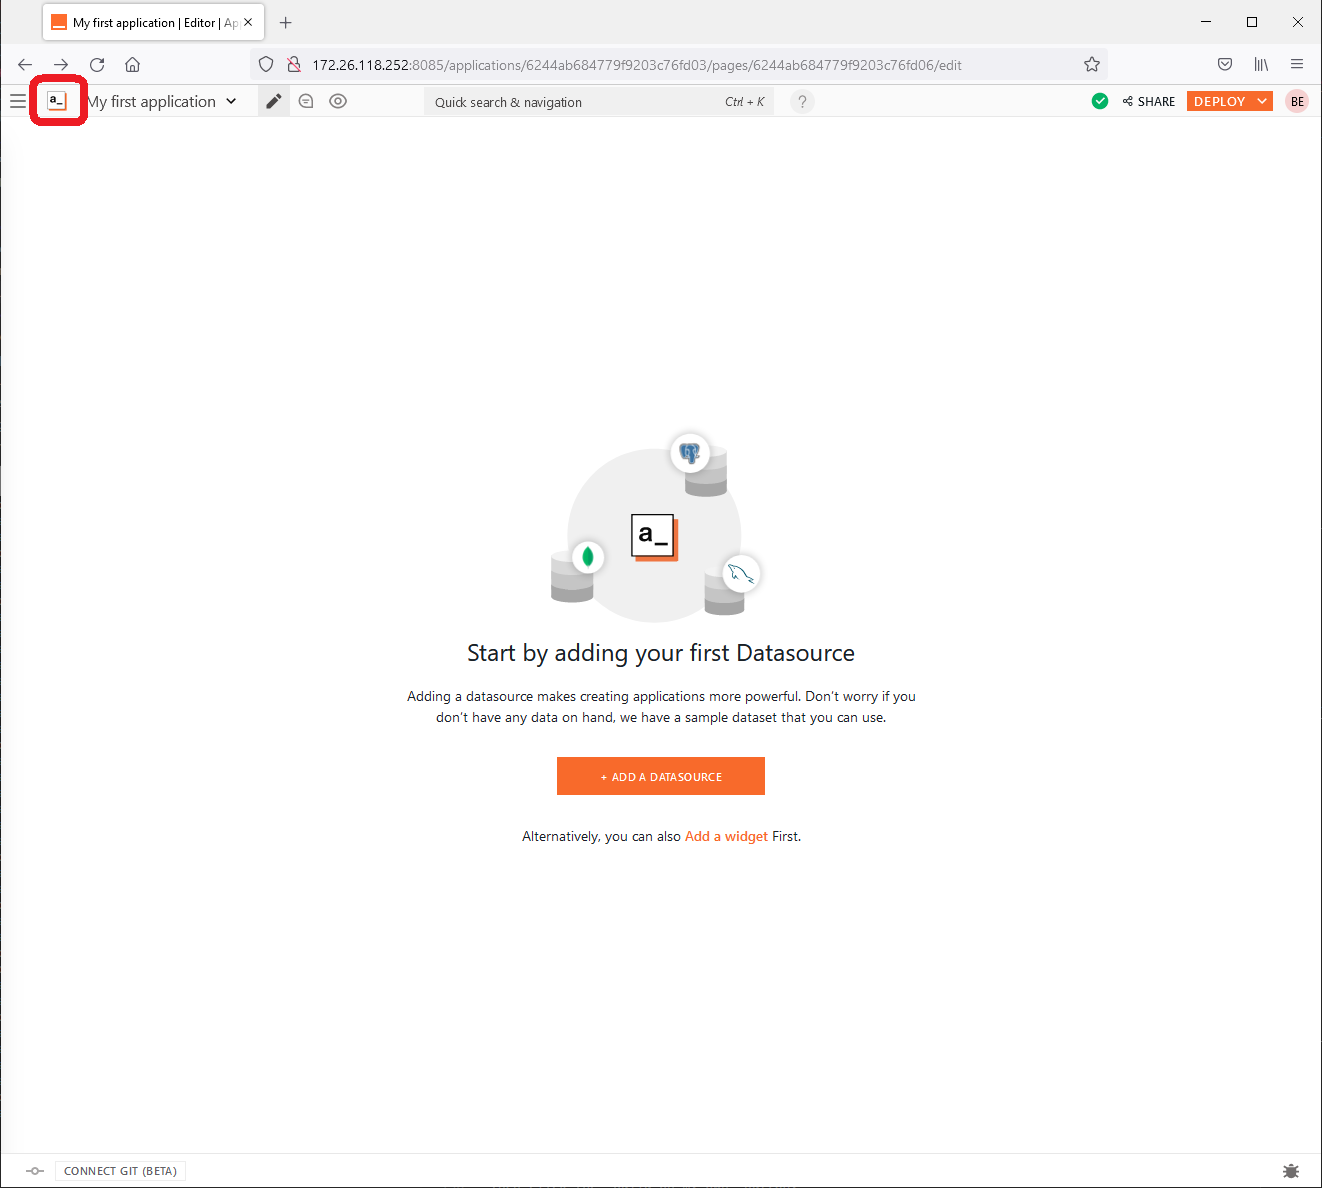 My first application | Editor | Ap
172.26.118.252:8085/applications/6244ab684779f9203c76fd03/pages/6244ab684779f9203c76fd06/edit
a_ My first application
Quick search & navigation Ctrl + K ?
SHARE DEPLOY BE
a_
Start by adding your first Datasource
Adding a datasource makes creating applications more powerful. Don't worry if you
don't have any data on hand, we have a sample dataset that you can use.
+ ADD A DATASOURCE
Alternatively, you can also Add a widget First.
CONNECT GIT (BETA)